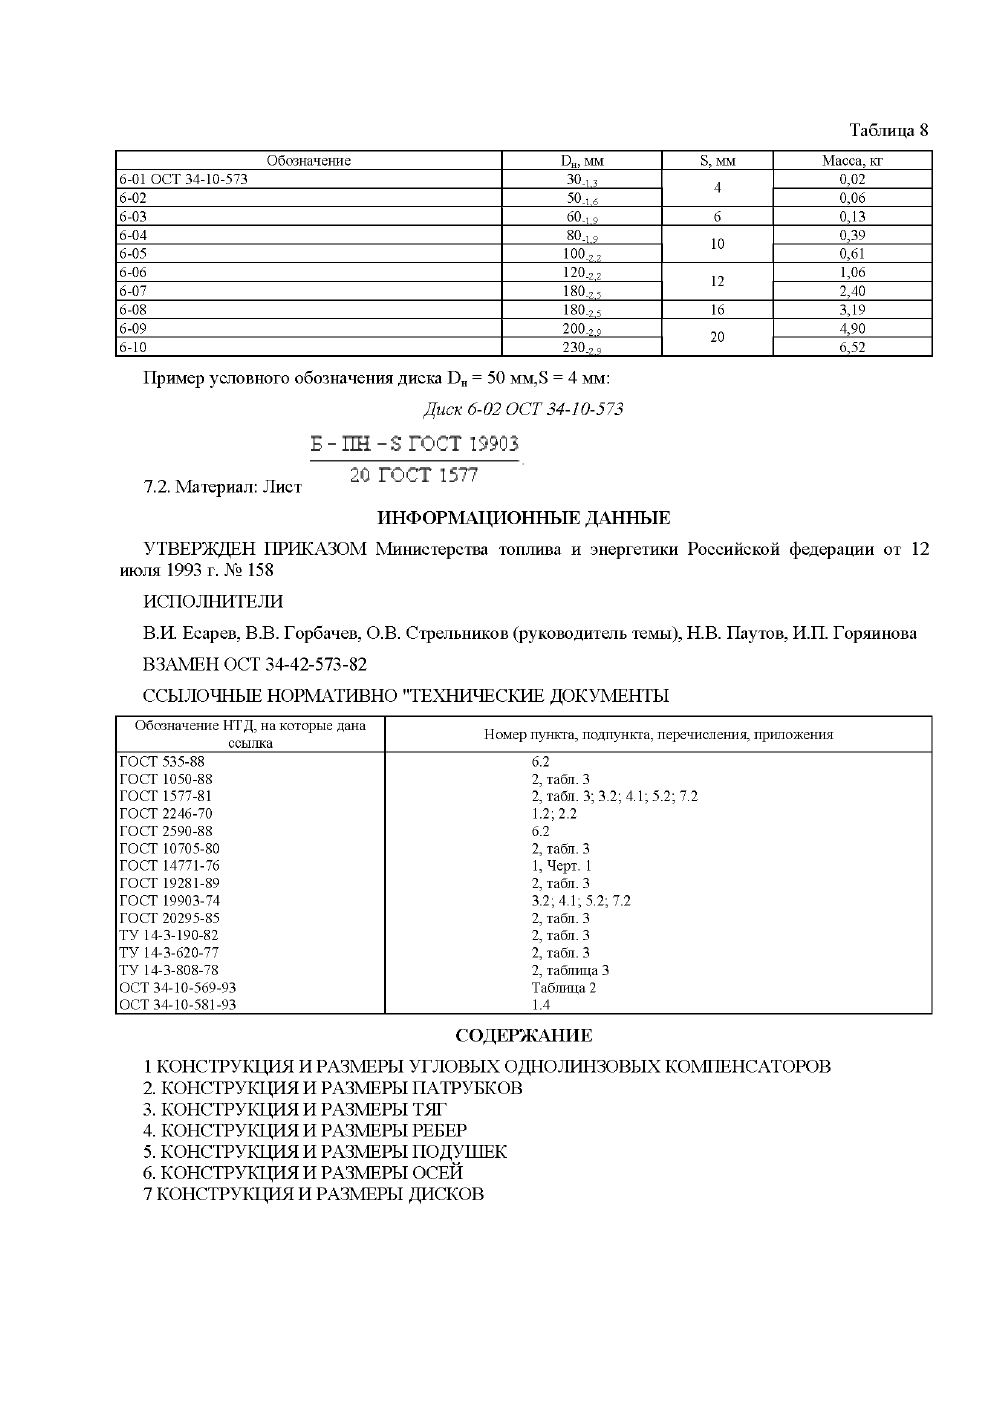 Таблица 8
Обозначение Dн, мм S, мм Масса, кг
6-01 ОСТ 34-10-573 30-1,3 4 0,02
6-02 50-1,6 0,06
6-03 60-1,9 6 0,13
6-04 80-1,9 10 0,39
6-05 100-2,2 0,61
6-06 120-2,2 12 1,06
6-07 180-2,5 2,40
6-08 180-2,5 16 3,19
6-09 200-2,9 20 4,90
6-10 230-2,9 6,52
Пример условного обозначения диска Dн = 50 мм,S = 4 мм:
Диск 6-02 ОСТ 34-10-573
Б – ПН – S ГОСТ 19903
20 ГОСТ 1577
7.2. Материал: Лист
ИНФОРМАЦИОННЫЕ ДАННЫЕ
УТВЕРЖДЕН ПРИКАЗОМ Министерства топлива и энергетики Российской федерации от 12
июля 1993 г. № 158
ИСПОЛНИТЕЛИ
В.И. Есарев, В.В. Горбачев, О.В. Стрельников (руководитель темы), Н.В. Паутов, И.П. Горяинова
ВЗАМЕН ОСТ 34-42-573-82
ССЫЛОЧНЫЕ НОРМАТИВНО "ТЕХНИЧЕСКИЕ ДОКУМЕНТЫ
Обозначение НТД, на которые дана
ссылка
Номер пункта, подпункта, перечисления, приложения
ГОСТ 535-88 6.2
ГОСТ 1050-88 2, табл. 3
ГОСТ 1577-81 2, табл. 3; 3.2; 4.1; 5.2; 7.2
ГОСТ 2246-70 1.2; 2.2
ГОСТ 2590-88 6.2
ГОСТ 10705-80 2, табл. 3
ГОСТ 14771-76 1, Черт. 1
ГОСТ 19281-89 2, табл. 3
ГОСТ 19903-74 3.2; 4.1; 5.2; 7.2
ГОСТ 20295-85 2, табл. 3
ТУ 14-3-190-82 2, табл. 3
ТУ 14-3-620-77 2, табл. 3
ТУ 14-3-808-78 2, таблица 3
ОСТ 34-10-569-93 Таблица 2
ОСТ 34-10-581-93 1.4
СОДЕРЖАНИЕ
1 КОНСТРУКЦИЯ И РАЗМЕРЫ УГЛОВЫХ ОДНОЛИНЗОВЫХ КОМПЕНСАТОРОВ
2. КОНСТРУКЦИЯ И РАЗМЕРЫ ПАТРУБКОВ
3. КОНСТРУКЦИЯ И РАЗМЕРЫ ТЯГ
4. КОНСТРУКЦИЯ И РАЗМЕРЫ РЕБЕР
5. КОНСТРУКЦИЯ И РАЗМЕРЫ ПОДУШЕК
6. КОНСТРУКЦИЯ И РАЗМЕРЫ ОСЕЙ
7 КОНСТРУКЦИЯ И РАЗМЕРЫ ДИСКОВ